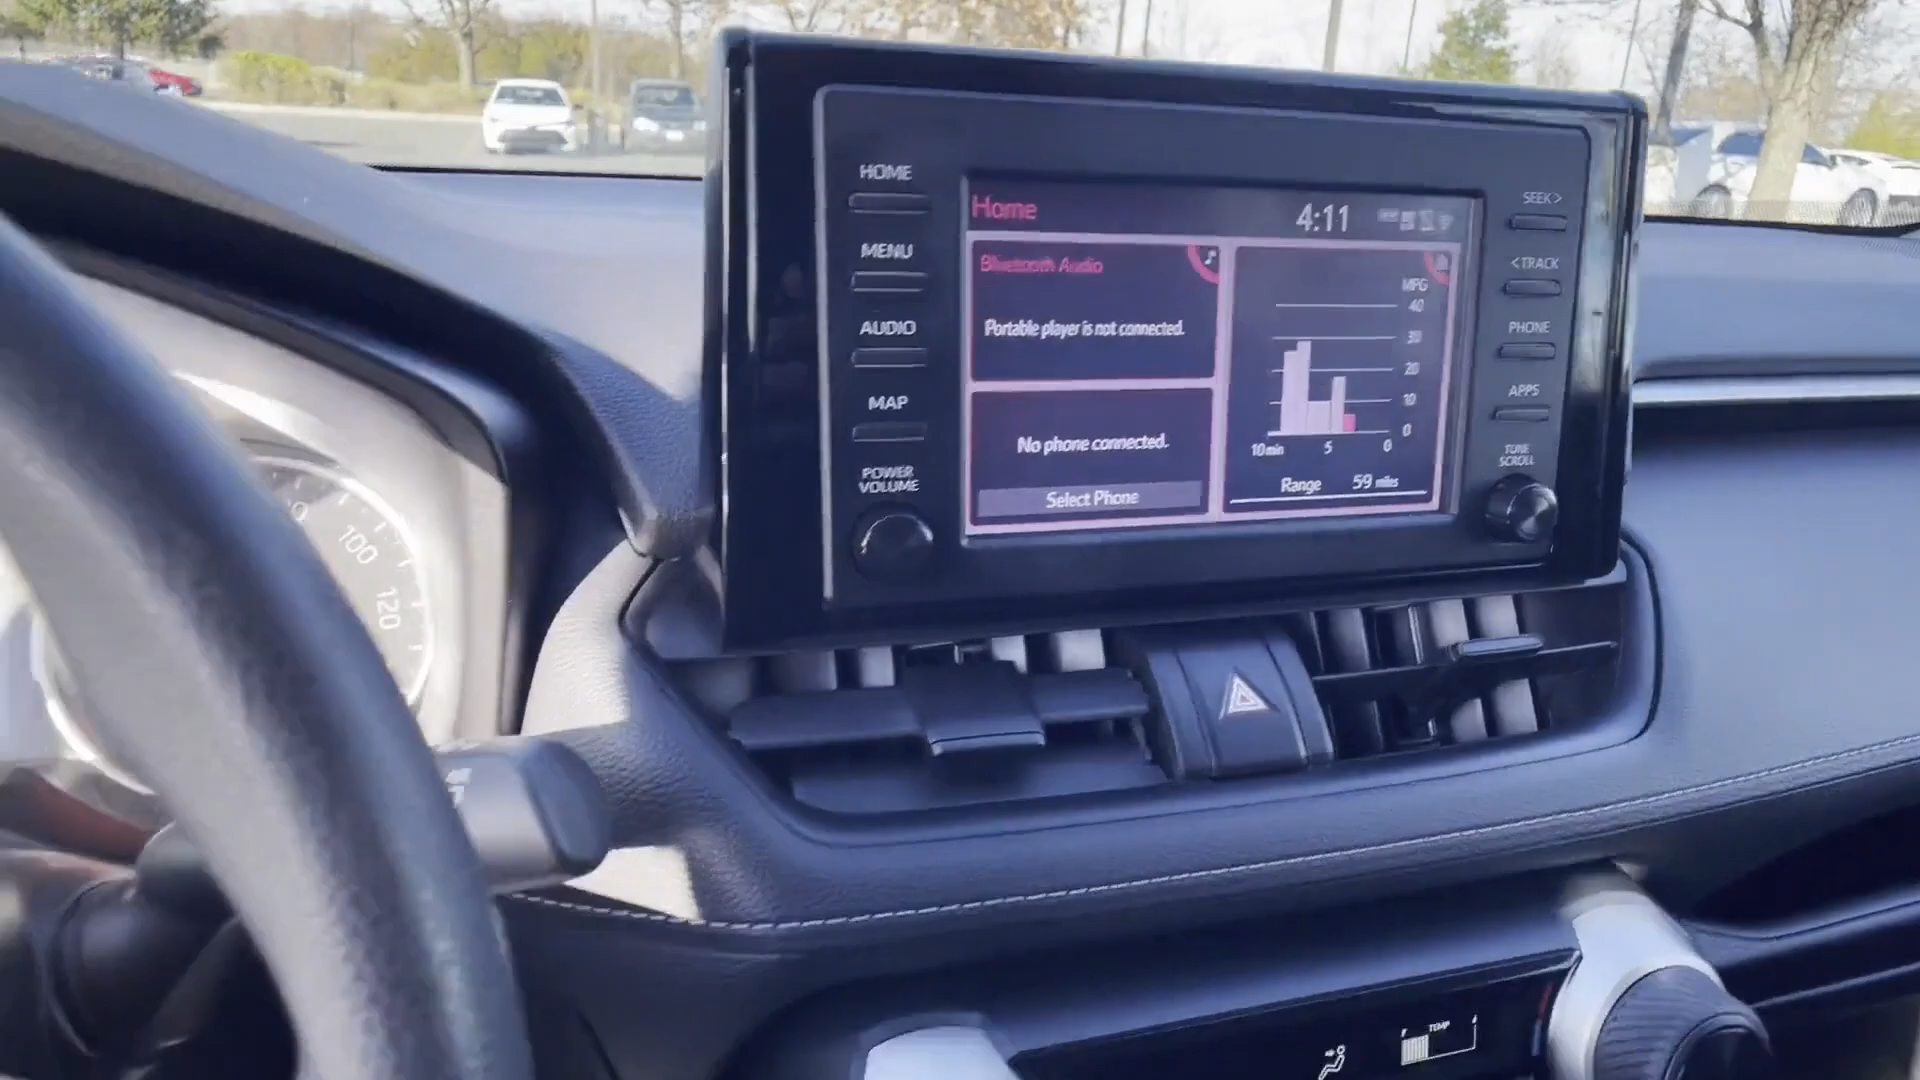 HOME
MENU
AUDIO
MAP
POWER
VOLUME
Home
4:11
Bluetooth Audio
Portable player is not connected.
No phone connected.
Select Phone
MPG
40
30
20
10
0
10 min 5 0
Range 59 miles
SEEK >
< TRACK
PHONE
APPS
TUNE
SCROLL
100
120
TEMP